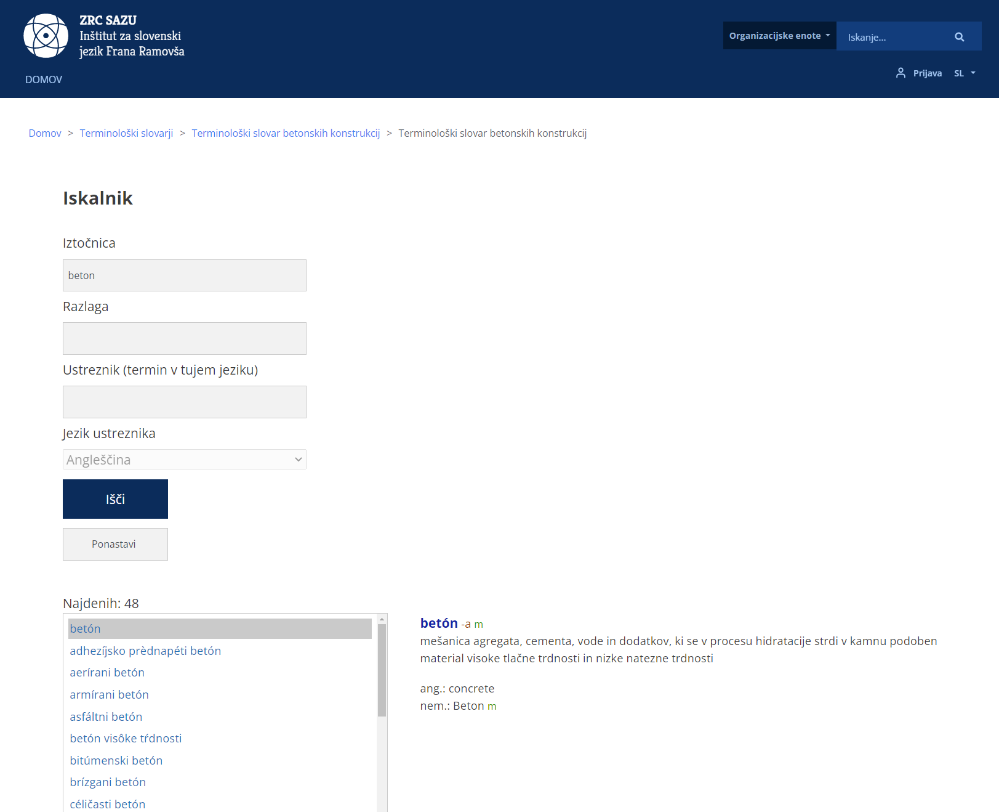 ZRC SAZU
Inštitut za slovenski
jezik Frana Ramovša
Organizacijske enote
Iskanje...
DOMOV
Prijava
SL
Domov > Terminološki slovarji > Terminološki slovar betonskih konstrukcij > Terminološki slovar betonskih konstrukcij
Iskalnik
Iztočnica
beton
Razlaga
Ustreznik (termin v tujem jeziku)
Jezik ustreznika
Angleščina
Išči
Ponastavi
Najdenih: 48
betón
adhezíjsko prèdnapéti betón
aerírani betón
armírani betón
asfáltni betón
betón visôke tŕdnosti
bitúmenski betón
brízgani betón
céličasti betón
betón -a m
mešanica agregata, cementa, vode in dodatkov, ki se v procesu hidratacije strdi v kamnu podoben
material visoke tlačne trdnosti in nizke natezne trdnosti
ang.: concrete
nem.: Beton m